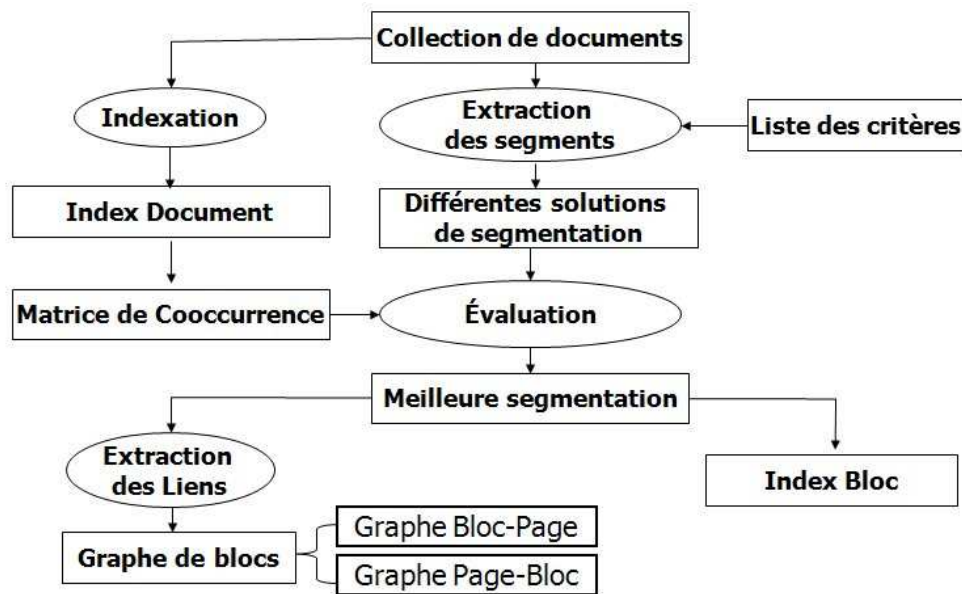 Collection de documents
Indexation
Extraction
des segments
Liste des critères
Index Document
Différentes solutions
de segmentation
Matrice de Cooccurrence
Évaluation
Meilleure segmentation
Extraction
des Liens
Index Bloc
Graphe de blocs
Graphe Bloc-Page
Graphe Page-Bloc